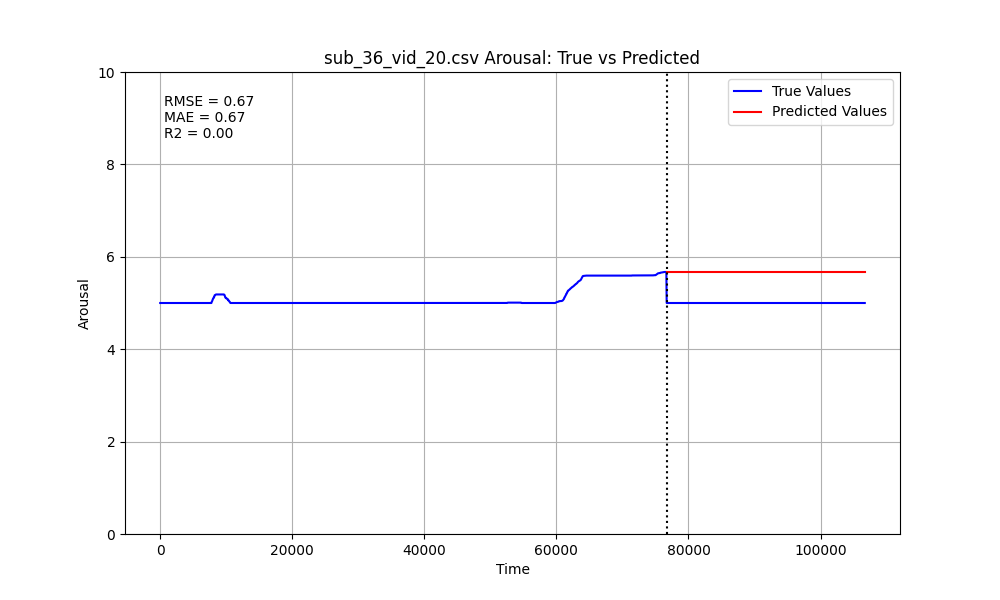 sub_36_vid_20.csv Arousal: True vs Predicted
RMSE = 0.67
MAE = 0.67
R2 = 0.00
True Values
Predicted Values
Arousal
10
8
6
4
2
0
0
20000
40000
60000
80000
100000
Time